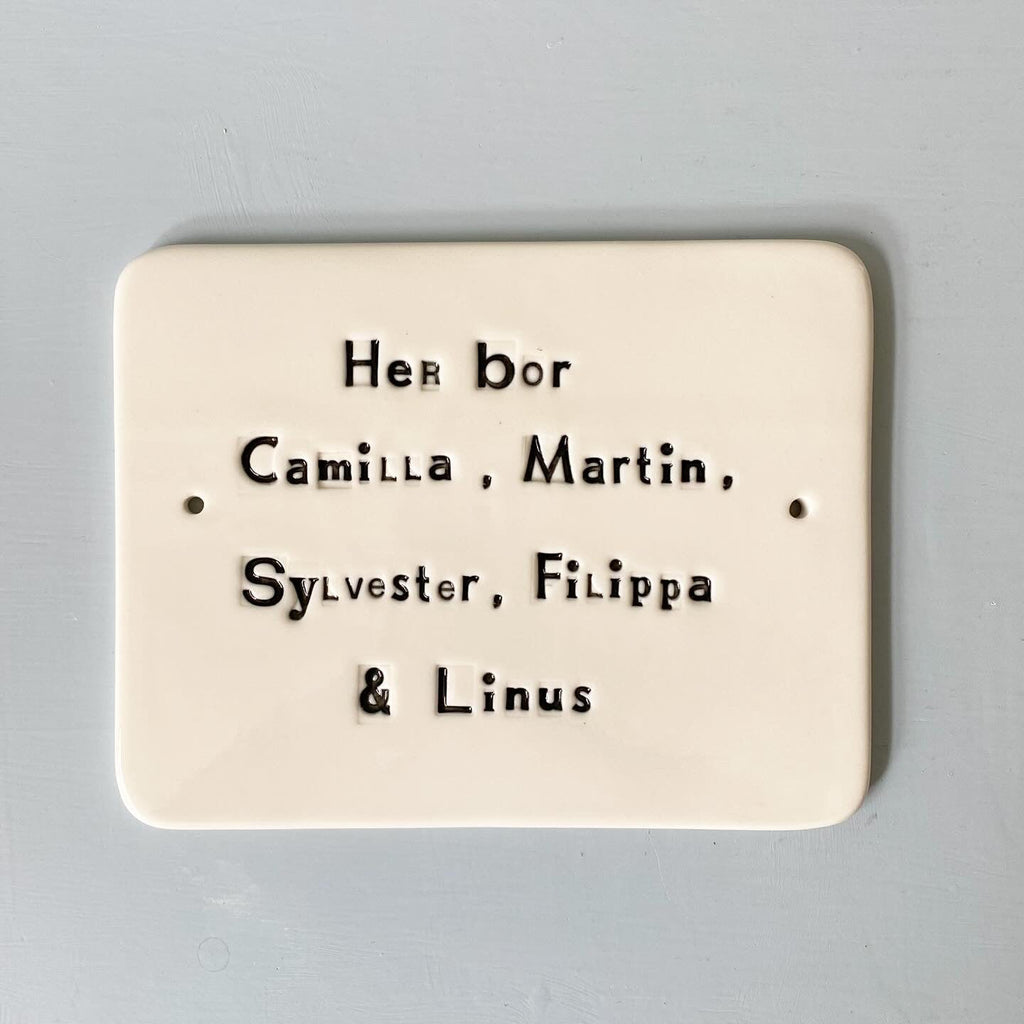 Her bor
Camilla, Martin,
Sylvester, Filippa
& Linus